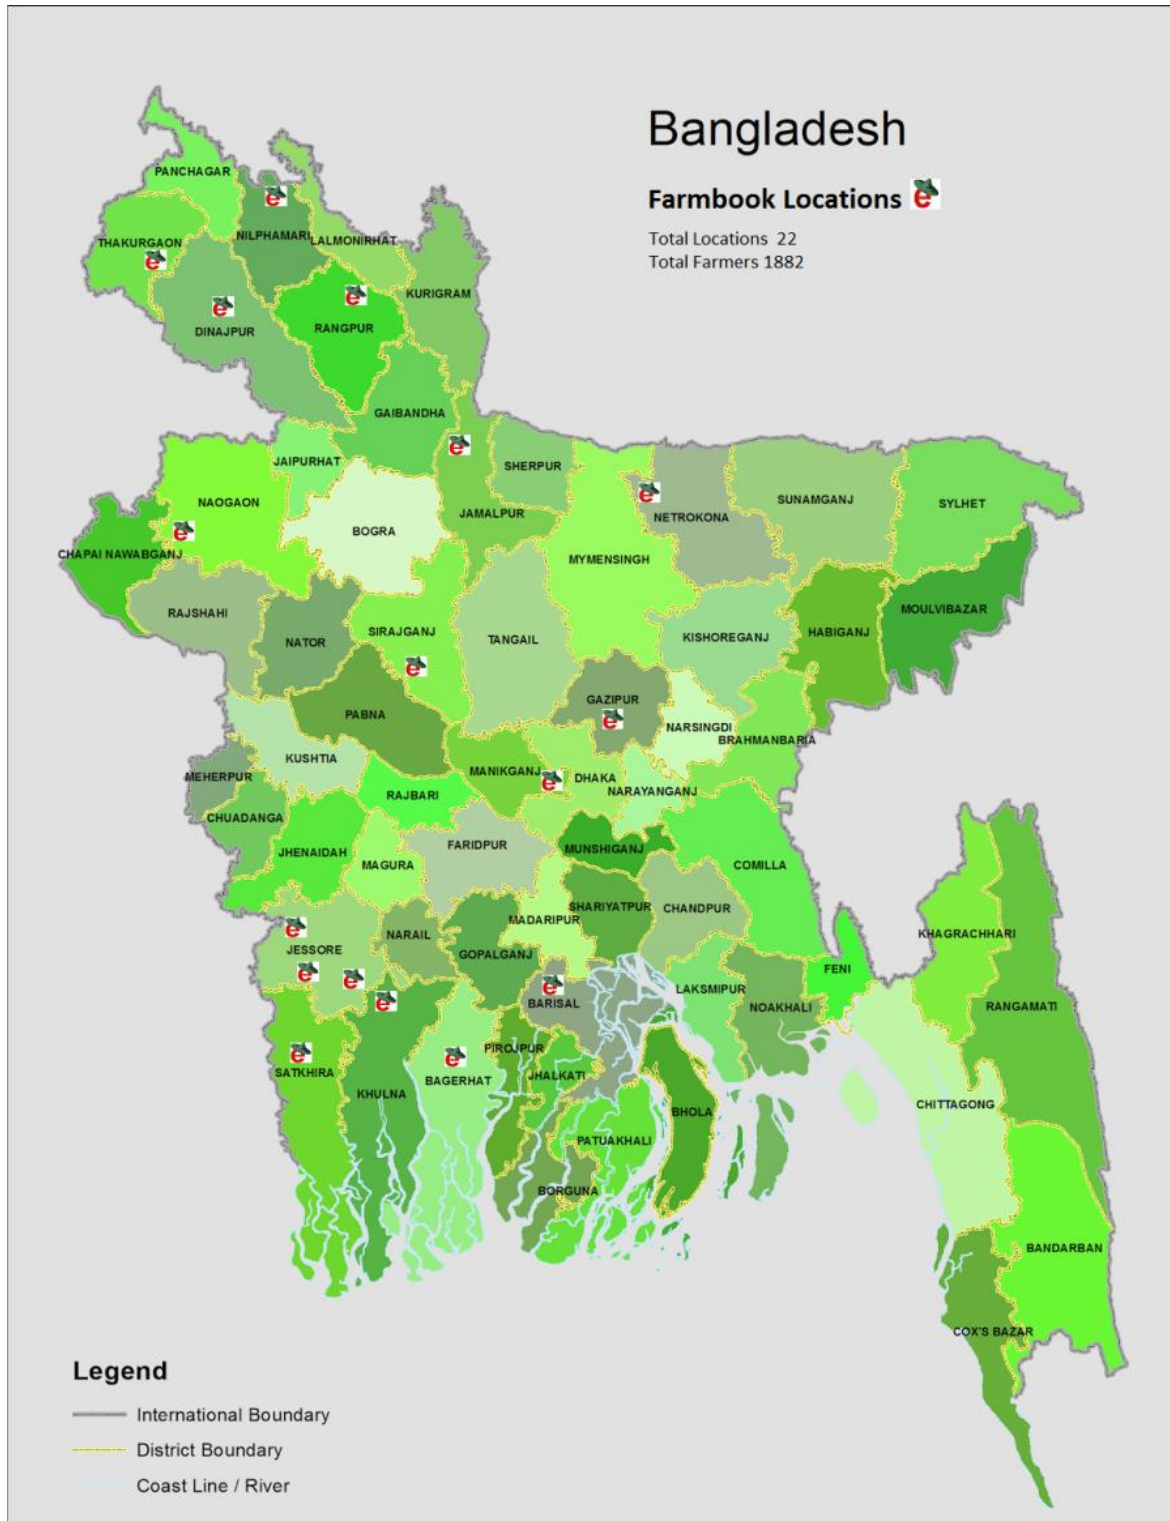 Bangladesh
Farmbook Locations e
Total Locations 22
Total Farmers 1882
PANCHAGAR
THAKURGAON
NILPHAMARI
LALMONIRHAT
KURIGRAM
DINAJPUR
RANGPUR
GAIBANDHA
JAIPURHAT
SHERPUR
NAOGAON
JAMALPUR
NETROKONA
SUNAMGANJ
SYLHET
BOGRA
CHAPAI NAWABGANJ
MYMENSINGH
RAJSHAHI
NATOR
SIRAJGANJ
TANGAIL
KISHOREGANJ
HABIGANJ
MOULVIBAZAR
PABNA
GAZIPUR
NARSINGDI
BRAHMANBARIA
KUSHTIA
MEHERPUR
MANIKGANJ
DHAKA
NARAYANGANJ
RAJBARI
CHUADANGA
JHENAIDAH
MAGURA
FARIDPUR
MUNSHIGANJ
COMILLA
MADARIPUR
SHARIYATPUR
CHANDPUR
KHAGRACHHARI
JESSORE
NARAIL
GOPALGANJ
FENI
BARISAL
LAKSMIPUR
NOAKHALI
RANGAMATI
SATKHIRA
KHULNA
BAGERHAT
PIROJPUR
JHALKATI
BHOLA
CHITTAGONG
PATUAKHALI
BORGUNA
BANDARBAN
COX'S BAZAR
Legend
International Boundary
District Boundary
Coast Line / River